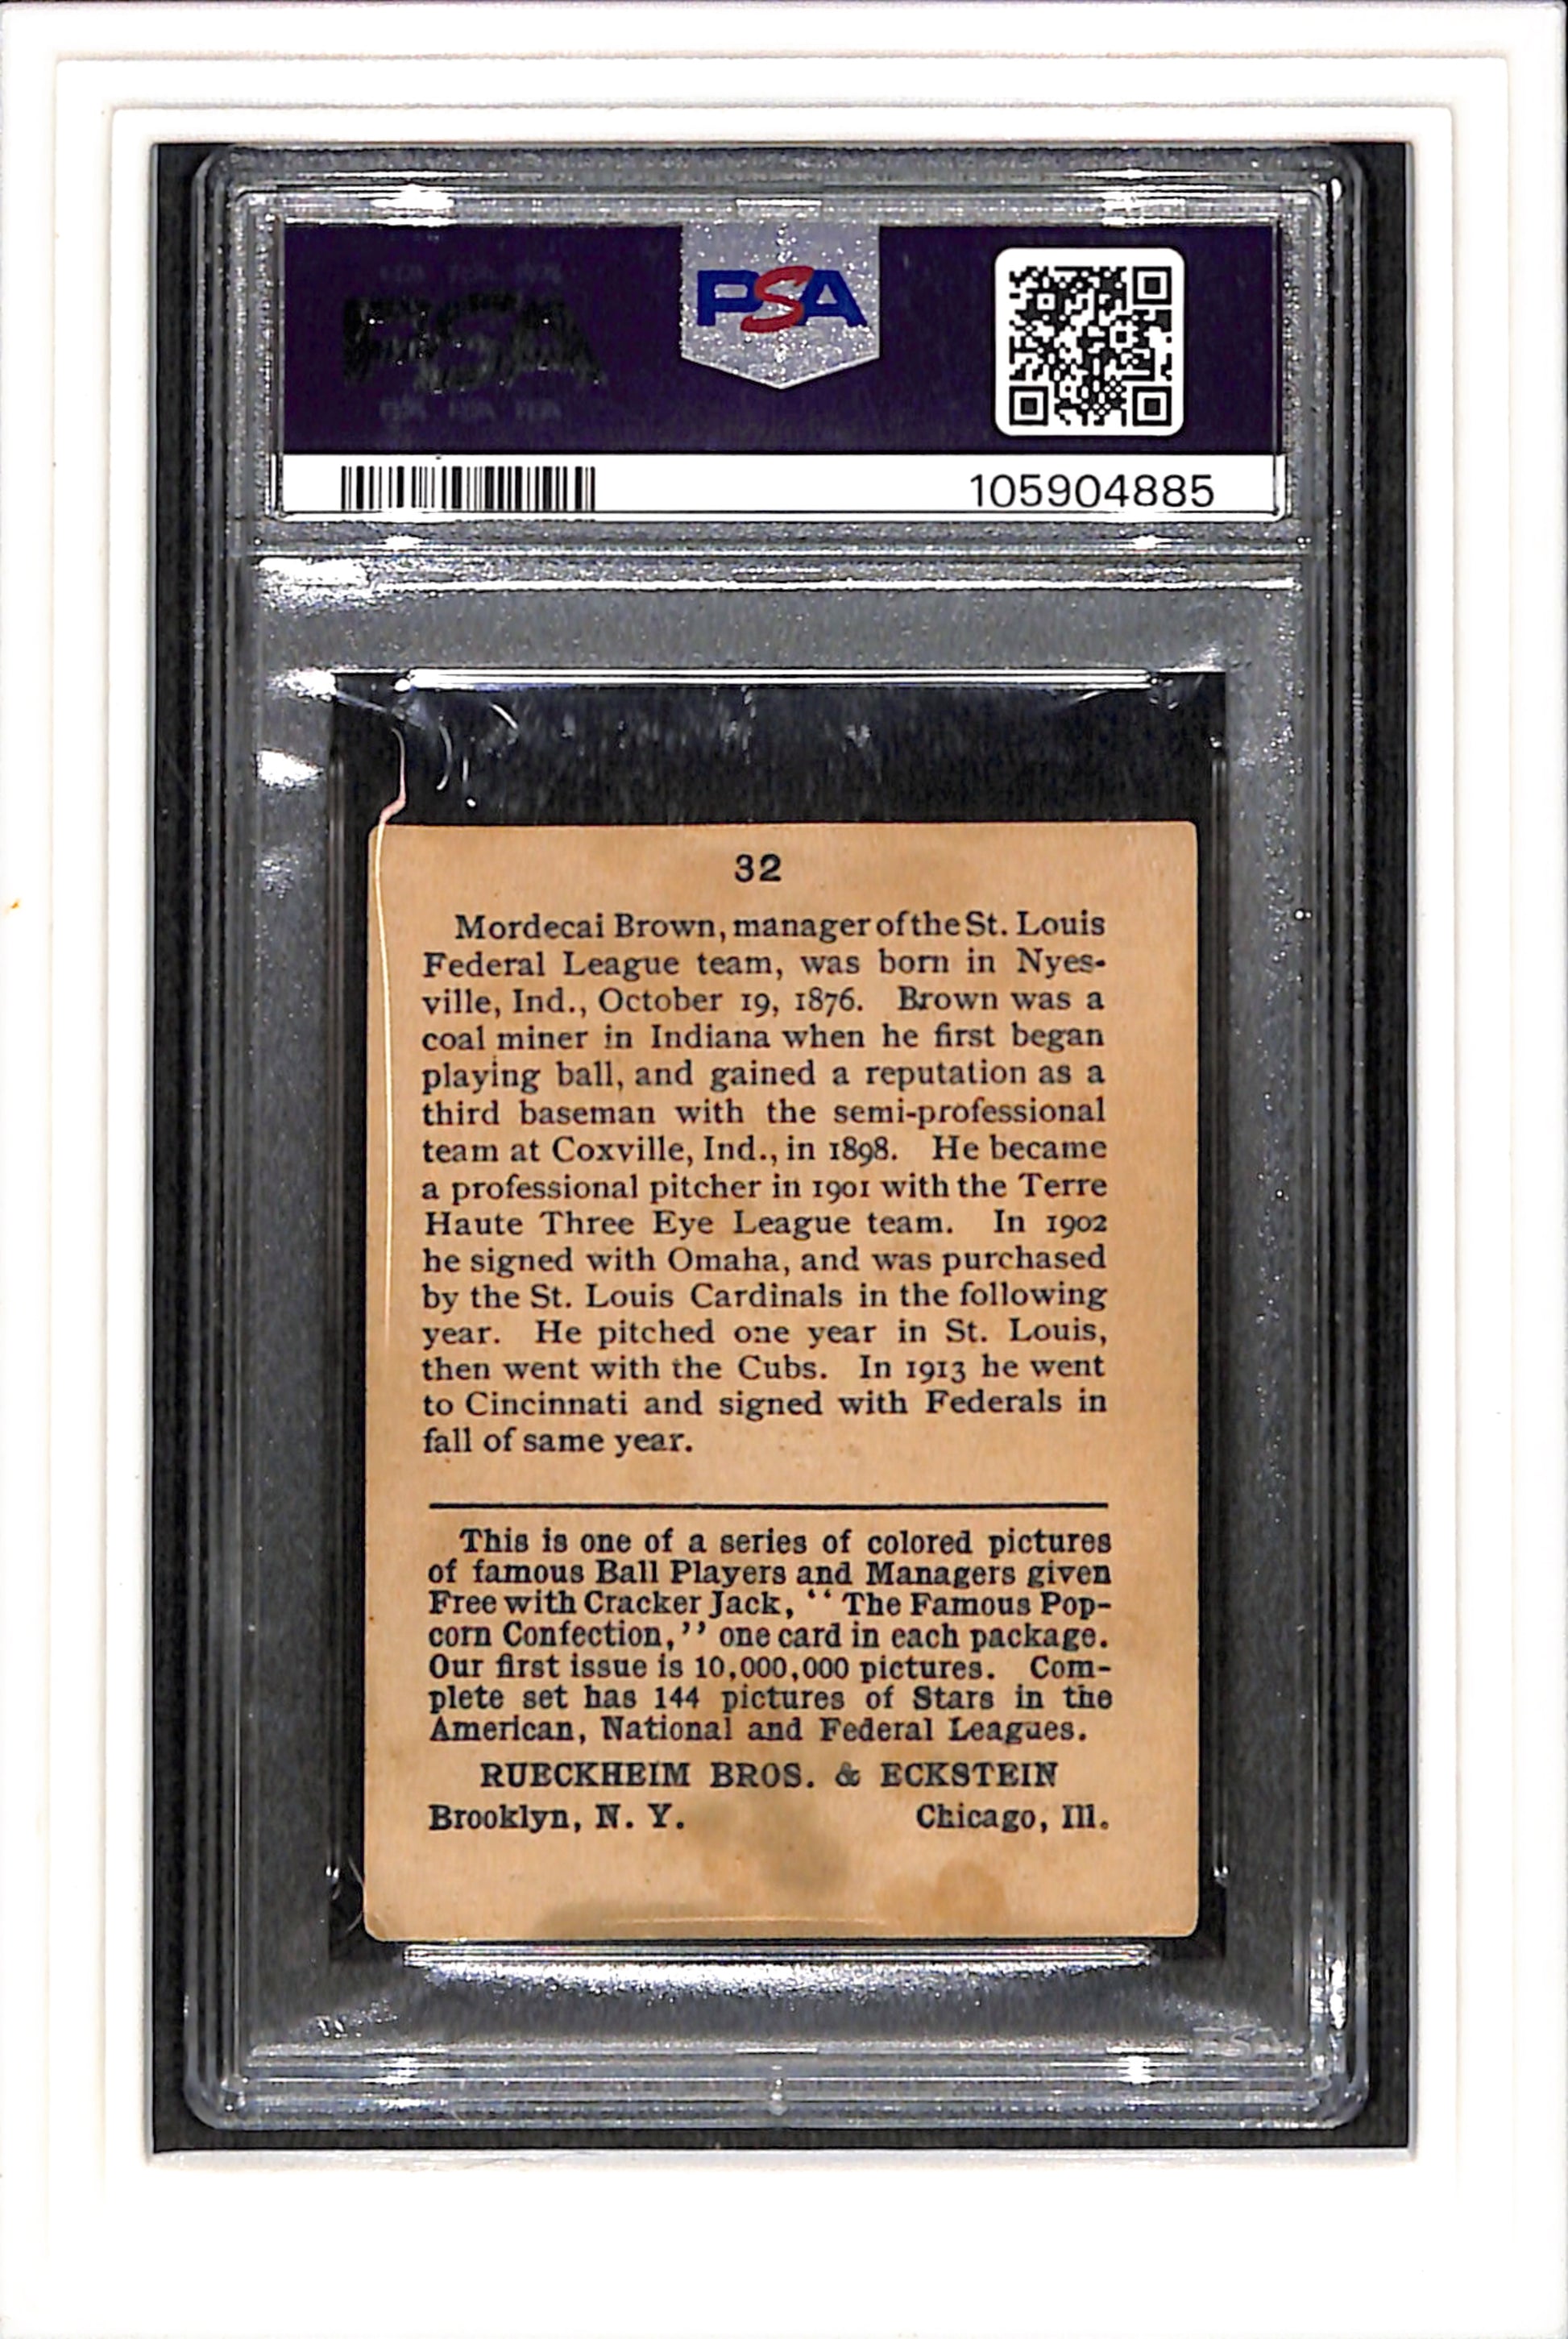 PSA
105904885
32
Mordecai Brown, manager of the St. Louis
Federal League team, was born in Nyes-
ville, Ind., October 19, 1876. Brown was a
coal miner in Indiana when he first began
playing ball, and gained a reputation as a
third baseman with the semi-professional
team at Coxville, Ind., in 1898. He became
a professional pitcher in 1901 with the Terre
Haute Three Eye League team. In 1902
he signed with Omaha, and was purchased
by the St. Louis Cardinals in the following
year. He pitched one year in St. Louis,
then went with the Cubs. In 1913 he went
to Cincinnati and signed with Federals in
fall of same year.
This is one of a series of colored pictures
of famous Ball Players and Managers given
Free with Cracker Jack, "The Famous Pop-
corn Confection," one card in each package.
Our first issue is 10,000,000 pictures. Com-
plete set has 144 pictures of Stars in the
American, National and Federal Leagues.
RUECKHEIM BROS. & ECKSTEIN
Brooklyn, N. Y. Chicago, Ill.
PSA